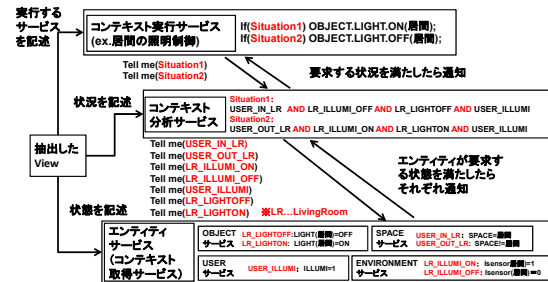 実行する
サービス
を記述
コンテキスト実行サービス
(ex.居間の照明制御)
If(Situation1) OBJECT.LIGHT.ON(居間);
If(Situation2) OBJECT.LIGHT.OFF(居間);
Tell me(Situation1)
Tell me(Situation2)
要求する状況を満たしたら通知
状況を記述
コンテキスト
分析サービス
Situation1:
USER_IN_LR AND LR_ILLUMI_OFF AND LR_LIGHTOFF AND USER_ILLUMI
Situation2:
USER_OUT_LR AND LR_ILLUMI_ON AND LR_LIGHTON AND USER_ILLUMI
抽出した
View
Tell me(USER_IN_LR)
Tell me(USER_OUT_LR)
Tell me(LR_ILLUMI_ON)
Tell me(LR_ILLUMI_OFF)
Tell me(USER_ILLUMI)
Tell me(LR_LIGHTOFF)
Tell me(LR_LIGHTON)
※LR…LivingRoom
エンティティが要求す
る状態を満たしたら
それぞれ通知
状態を記述
エンティティ
サービス
(コンテキスト
取得サービス)
OBJECT LR_LIGHTOFF:LIGHT(居間)=OFF
サービス LR_LIGHTON: LIGHT(居間)=ON
SPACE USER_IN_LR: SPACE=居間
サービス USER_OUT_LR: SPACE!=居間
USER
サービス USER_ILLUMI; ILLUMI=1
ENVIRONMENT LR_ILLUMI_ON; Isensor(居間)=1
サービス LR_ILLUMI_OFF: Isensor(居間)=0